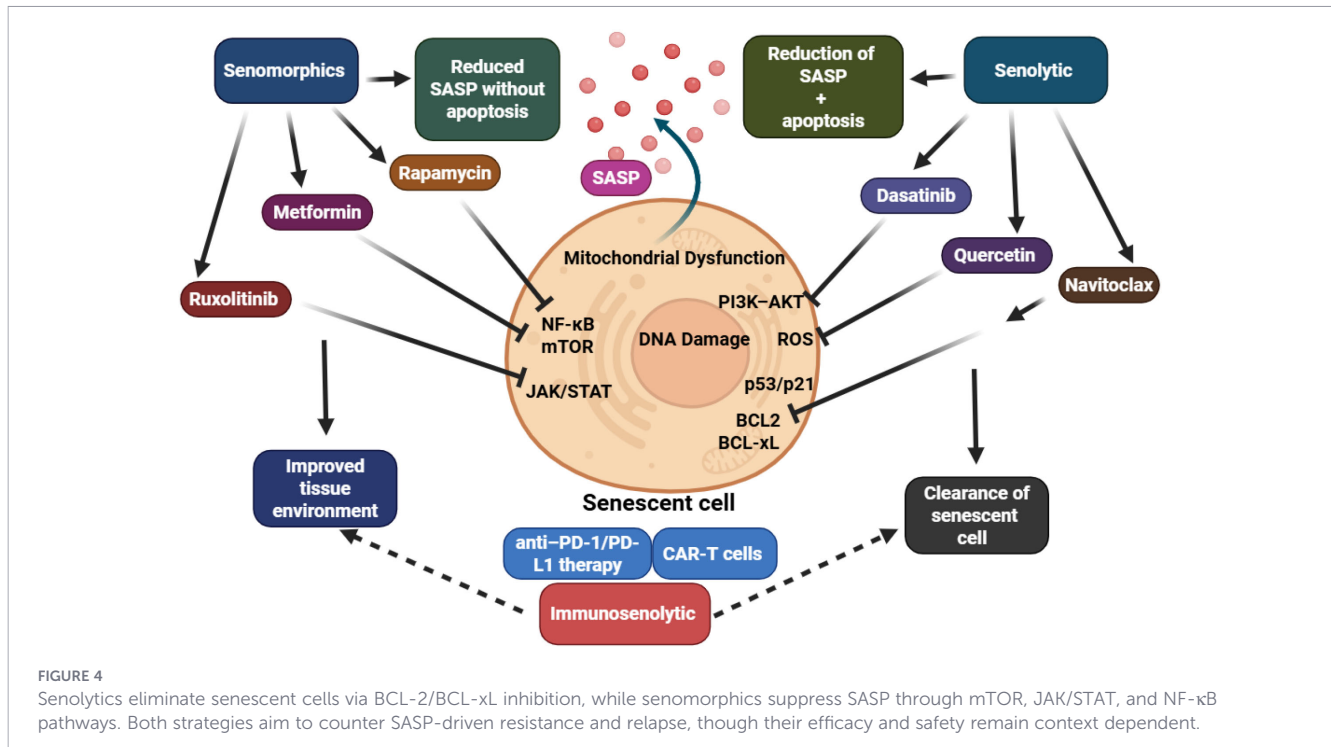 Senomorphics
Reduced
SASP without
apoptosis
Reduction of
SASP
+
apoptosis
Senolytic
Rapamycin
SASP
Dasatinib
Metformin
Mitochondrial Dysfunction
Quercetin
Ruxolitinib
PI3K–AKT
Navitoclax
NF-κB
mTOR
DNA Damage
ROS
JAK/STAT
p53/p21
BCL2
BCL-xL
Improved
tissue
environment
Senescent cell
Clearance of
senescent
cell
anti–PD-1/PD-
L1 therapy
CAR-T cells
Immunosenolytic
FIGURE 4
Senolytics eliminate senescent cells via BCL-2/BCL-xL inhibition, while senomorphics suppress SASP through mTOR, JAK/STAT, and NF-κB
pathways. Both strategies aim to counter SASP-driven resistance and relapse, though their efficacy and safety remain context dependent.